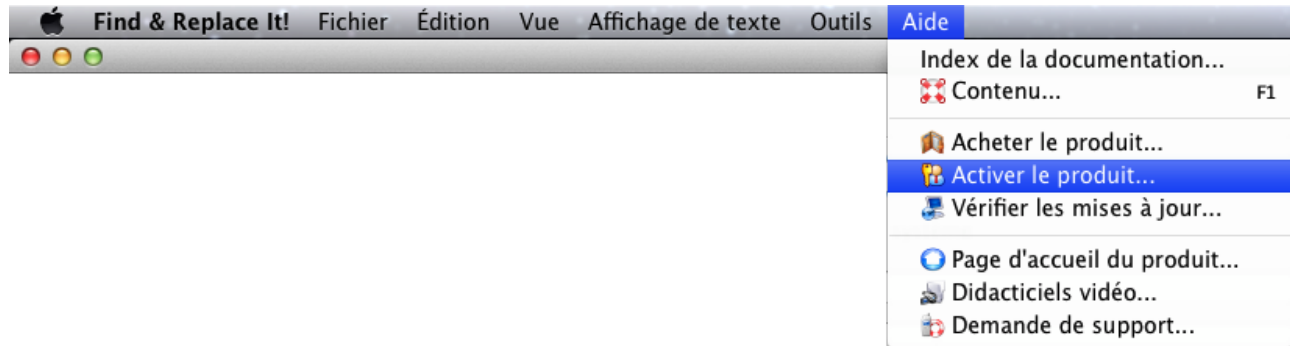 Find & Replace It! Fichier Édition Vue Affichage de texte Outils Aide
Index de la documentation...
Contenu... F1
Acheter le produit...
Activer le produit...
Vérifier les mises à jour...
Page d'accueil du produit...
Didacticiels vidéo...
Demande de support...